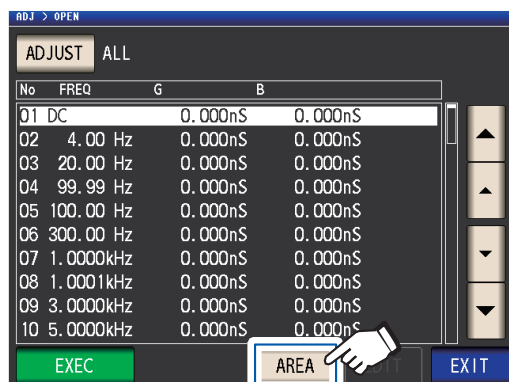 ADJ > OPEN
ADJUST ALL
No FREQ G B
01 DC 0.000nS 0.000nS
02 4.00 Hz 0.000nS 0.000nS
03 20.00 Hz 0.000nS 0.000nS
04 99.99 Hz 0.000nS 0.000nS
05 100.00 Hz 0.000nS 0.000nS
06 300.00 Hz 0.000nS 0.000nS
07 1.0000kHz 0.000nS 0.000nS
08 1.0001kHz 0.000nS 0.000nS
09 3.0000kHz 0.000nS 0.000nS
10 5.0000kHz 0.000nS 0.000nS
EXEC AREA EXIT